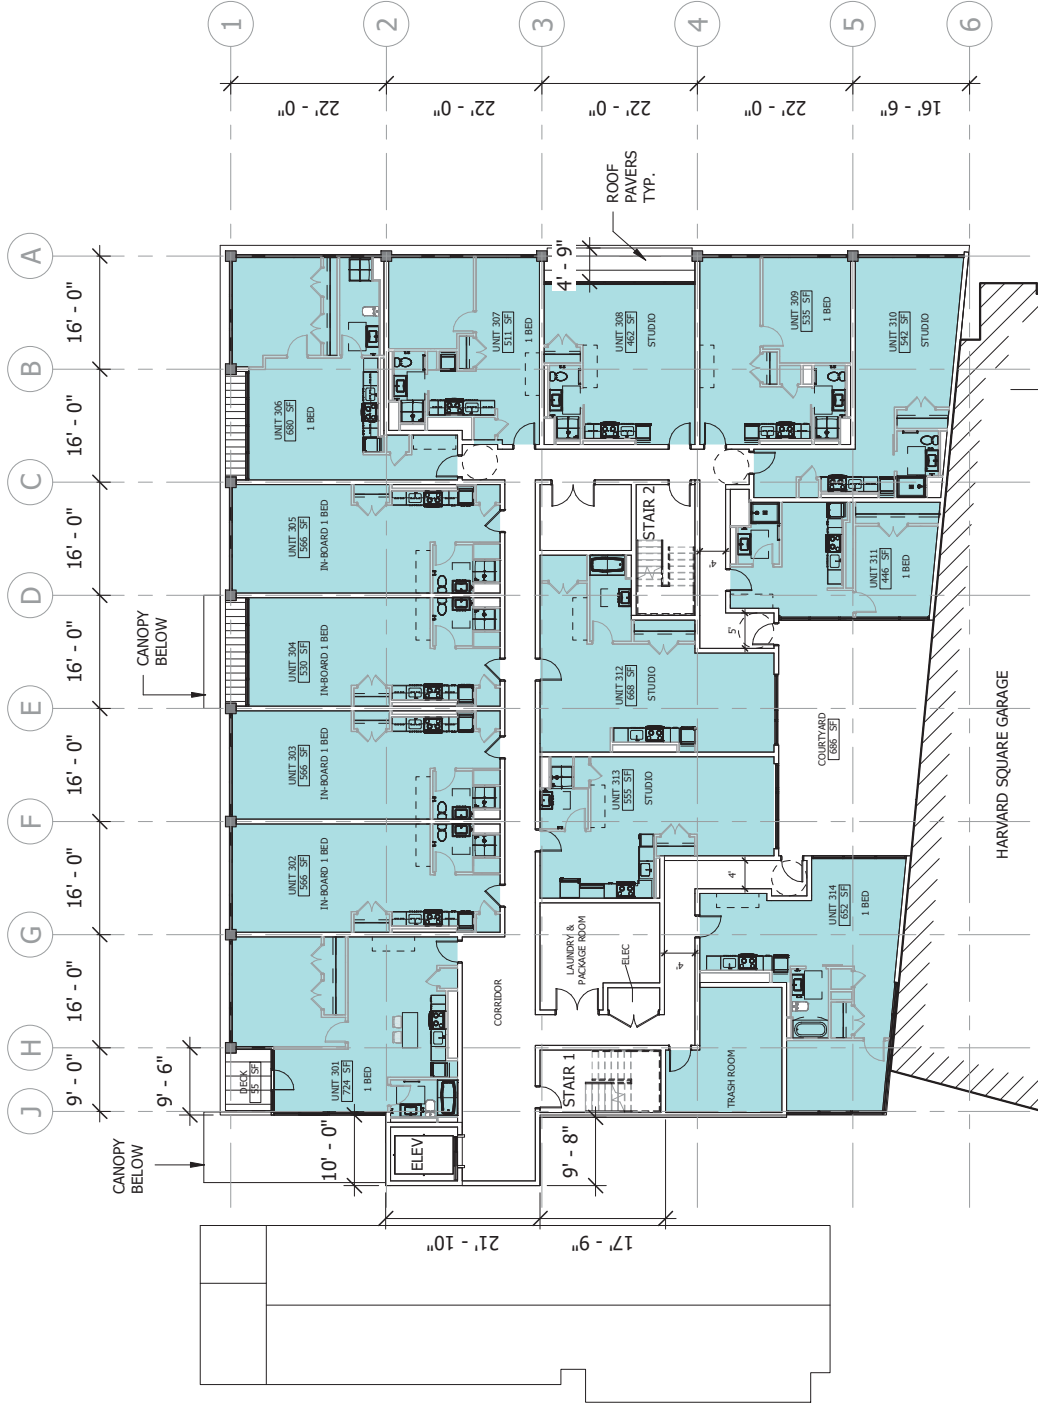 1
2
3
4
5
6
22' - 0"
22' - 0"
22' - 0"
22' - 0"
16' - 6"
A
B
C
D
E
F
G
H
J
16' - 0"
16' - 0"
16' - 0"
16' - 0"
16' - 0"
16' - 0"
16' - 0"
9' - 0"
9' - 6"
10' - 0"
9' - 8"
21' - 10"
17' - 9"
4' - 9"
ROOF
PAVERS
TYP.
CANOPY
BELOW
CANOPY
BELOW
UNIT 306
680 SF
1 BED
UNIT 307
511 SF
1 BED
UNIT 308
462 SF
STUDIO
UNIT 309
535 SF
1 BED
UNIT 310
542 SF
STUDIO
UNIT 305
566 SF
IN-BOARD 1 BED
UNIT 304
530 SF
IN-BOARD 1 BED
UNIT 303
566 SF
IN-BOARD 1 BED
UNIT 302
566 SF
IN-BOARD 1 BED
UNIT 301
724 SF
1 BED
DECK
55 SF
UNIT 311
446 SF
1 BED
UNIT 312
668 SF
STUDIO
UNIT 313
555 SF
STUDIO
UNIT 314
652 SF
1 BED
COURTYARD
686 SF
STAIR 2
STAIR 1
4'
5'
4'
4'
LAUNDRY &
PACKAGE ROOM
ELEC
CORRIDOR
TRASH ROOM
ELEV
HARVARD SQUARE GARAGE